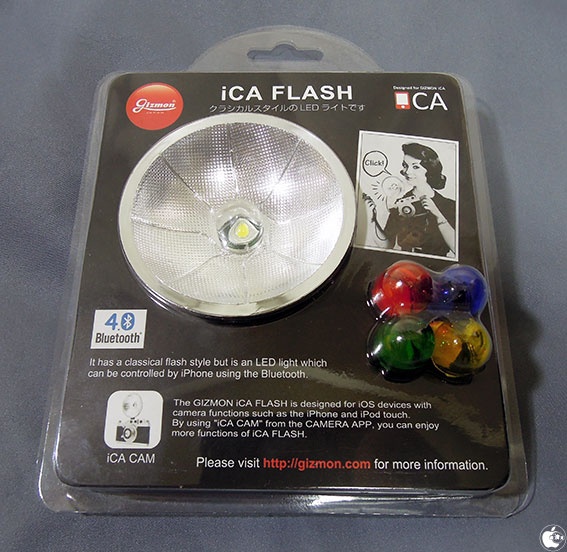 iCA FLASH
クラシカルスタイルのLEDライトです
Gizmon
Designed for GIZMON iCA
iCA
Click!
4.0
Bluetooth®
It has a classical flash style but is an LED light which
can be controlled by iPhone using the Bluetooth.
The GIZMON iCA FLASH is designed for iOS devices with
camera functions such as the iPhone and iPod touch.
By using "iCA CAM" from the CAMERA APP, you can enjoy
more functions of iCA FLASH.
iCA CAM
Please visit http://gizmon.com for more information.